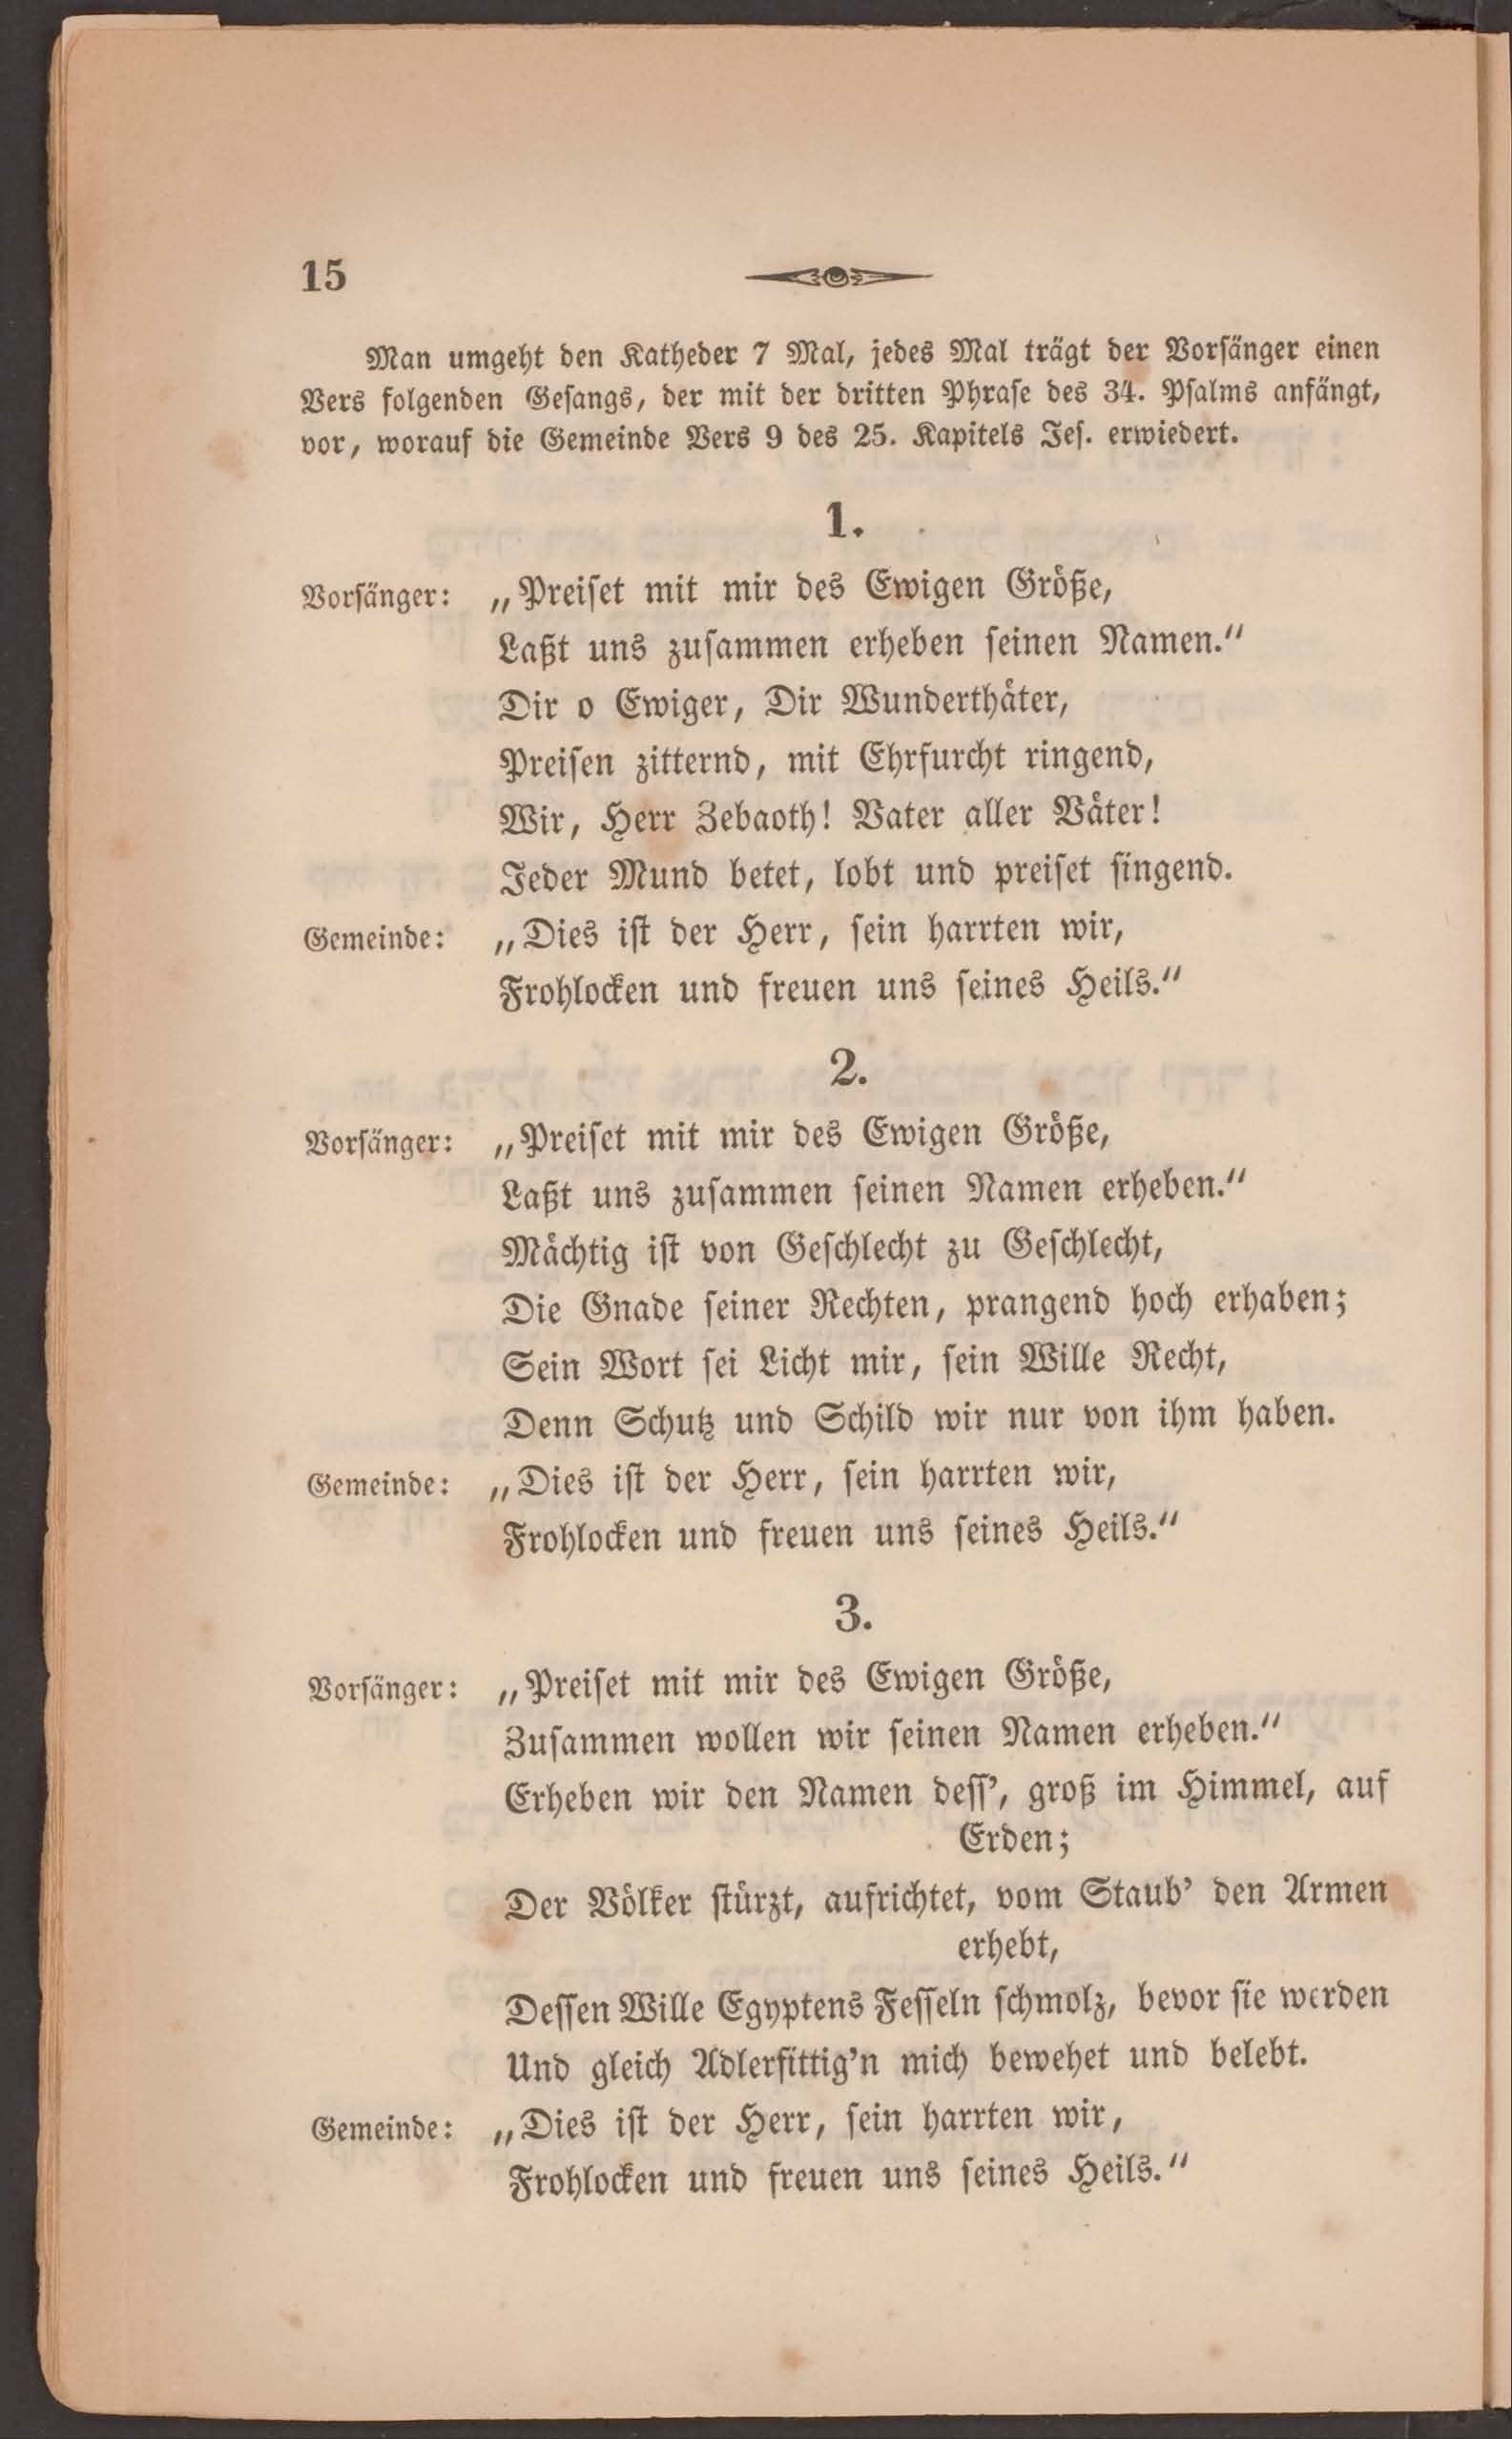 15
Man umgeht den Katheder 7 Mal, jedes Mal trägt der Vorsänger einen
Vers folgenden Gesangs, der mit der dritten Phrase des 34. Psalms anfängt,
vor, worauf die Gemeinde Vers 9 des 25. Kapitels Jes. erwiedert.
1.
Vorsänger: „Preiset mit mir des Ewigen Größe,
Laßt uns zusammen erheben seinen Namen."
Dir o Ewiger, Dir Wunderthäter,
Preisen zitternd, mit Ehrfurcht ringend,
Wir, Herr Zebaoth! Vater aller Väter!
Jeder Mund betet, lobt und preiset singend.
Gemeinde: „Dies ist der Herr, sein harrten wir,
Frohlocken und freuen uns seines Heils."
2.
Vorsänger: „Preiset mit mir des Ewigen Größe,
Laßt uns zusammen seinen Namen erheben."
Mächtig ist von Geschlecht zu Geschlecht,
Die Gnade seiner Rechten, prangend hoch erhaben;
Sein Wort sei Licht mir, sein Wille Recht,
Denn Schutz und Schild wir nur von ihm haben.
Gemeinde: „Dies ist der Herr, sein harrten wir,
Frohlocken und freuen uns seines Heils."
3.
Vorsänger: „Preiset mit mir des Ewigen Größe,
Zusammen wollen wir seinen Namen erheben."
Erheben wir den Namen dess', groß im Himmel, auf
Erden;
Der Völker stürzt, aufrichtet, vom Staub' den Armen
erhebt,
Dessen Wille Egyptens Fesseln schmolz, bevor sie werden
Und gleich Adlerfittig'n mich bewehet und belebt.
Gemeinde: „Dies ist der Herr, sein harrten wir,
Frohlocken und freuen uns seines Heils."